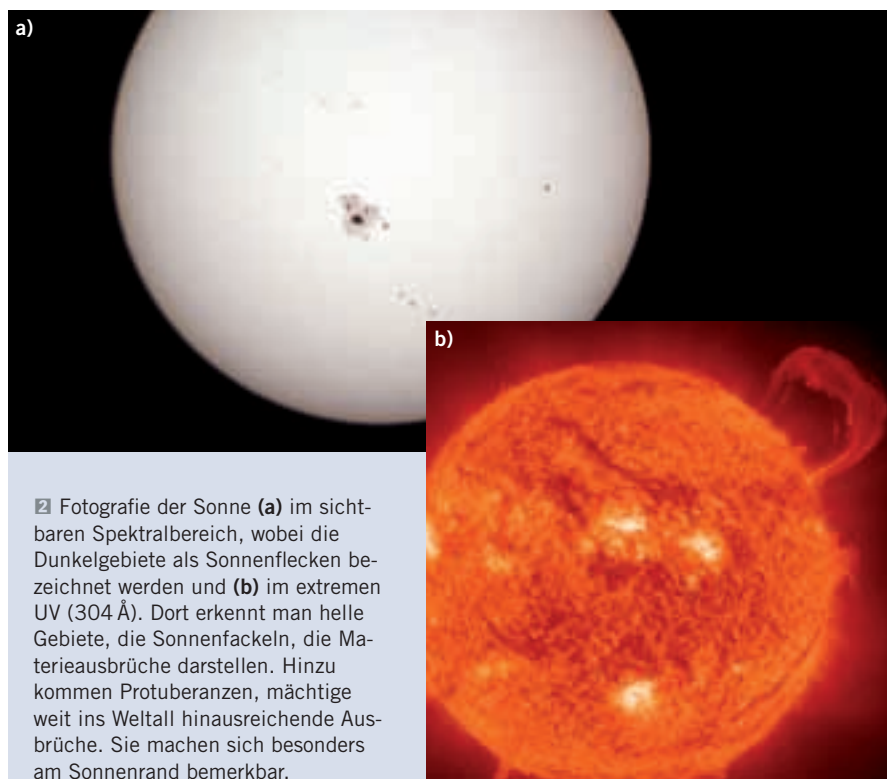 a)
b)
2 Fotografie der Sonne (a) im sicht-
baren Spektralbereich, wobei die
Dunkelgebiete als Sonnenflecken be-
zeichnet werden und (b) im extremen
UV (304 Å). Dort erkennt man helle
Gebiete, die Sonnenfackeln, die Ma-
terieausbrüche darstellen. Hinzu
kommen Protuberanzen, mächtige
weit ins Weltall hinausreichende Aus-
brüche. Sie machen sich besonders
am Sonnenrand bemerkbar.